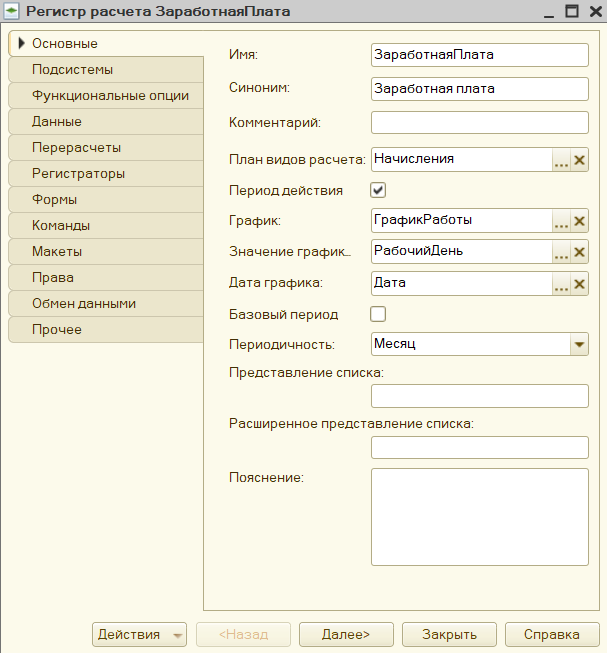 Регистр расчета ЗаработнаяПлата
Основные
Подсистемы
Функциональные опции
Данные
Перерасчеты
Регистраторы
Формы
Команды
Макеты
Права
Обмен данными
Прочее
Имя: ЗаработнаяПлата
Синоним: Заработная плата
Комментарий:
План видов расчета: Начисления ...
Период действия
График: ГрафикРаботы ...
Значение график... РабочийДень ...
Дата графика: Дата ...
Базовый период
Периодичность: Месяц
Представление списка:
Расширенное представление списка:
Пояснение:
Действия <Назад Далее> Закрыть Справка